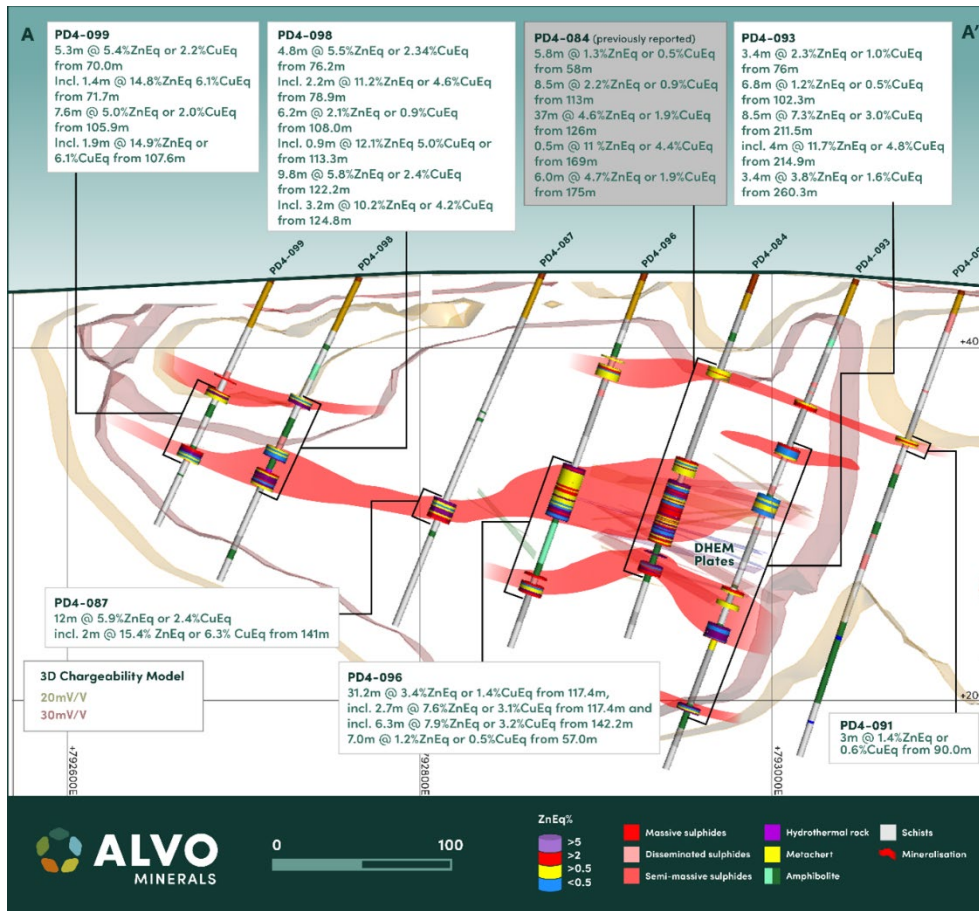 A
A'
PD4-099
5.3m @ 5.4%ZnEq or 2.2%CuEq
from 70.0m
Incl. 1.4m @ 14.8%ZnEq 6.1%CuEq
from 71.7m
7.6m @ 5.0%ZnEq or 2.0%CuEq
from 105.9m
Incl. 1.9m @ 14.9%ZnEq or
6.1%CuEq from 107.6m
PD4-098
4.8m @ 5.5%ZnEq or 2.34%CuEq
from 76.2m
Incl. 2.2m @ 11.2%ZnEq or 4.6%CuEq
from 78.9m
6.2m @ 2.1%ZnEq or 0.9%CuEq
from 108.0m
Incl. 0.9m @ 12.1%ZnEq 5.0%CuEq or
from 113.3m
9.8m @ 5.8%ZnEq or 2.4%CuEq
from 122.2m
Incl. 3.2m @ 10.2%ZnEq or 4.2%CuEq
from 124.8m
PD4-084 (previously reported)
5.8m @ 1.3%ZnEq or 0.5%CuEq
from 58m
8.5m @ 2.2%ZnEq or 0.9%CuEq
from 113m
37m @ 4.6%ZnEq or 1.9%CuEq
from 126m
0.5m @ 11 %ZnEq or 4.4%CuEq
from 169m
6.0m @ 4.7%ZnEq or 1.9%CuEq
from 175m
PD4-093
3.4m @ 2.3%ZnEq or 1.0%CuEq
from 76m
6.8m @ 1.2%ZnEq or 0.5%CuEq
from 102.3m
8.5m @ 7.3%ZnEq or 3.0%CuEq
from 211.5m
incl. 4m @ 11.7%ZnEq or 4.8%CuEq
from 214.9m
3.4m @ 3.8%ZnEq or 1.6%CuEq
from 260.3m
PD4-099
PD4-098
PD4-087
PD4-096
PD4-084
PD4-093
+40
DHEM
Plates
PD4-087
12m @ 5.9%ZnEq or 2.4%CuEq
incl. 2m @ 15.4% ZnEq or 6.3% CuEq from 141m
3D Chargeability Model
20mV/V
30mV/V
PD4-096
31.2m @ 3.4%ZnEq or 1.4%CuEq from 117.4m,
incl. 2.7m @ 7.6%ZnEq or 3.1%CuEq from 117.4m and
incl. 6.3m @ 7.9%ZnEq or 3.2%CuEq from 142.2m
7.0m @ 1.2%ZnEq or 0.5%CuEq from 57.0m
+20
PD4-091
3m @ 1.4%ZnEq or
0.6%CuEq from 90.0m
+792600E
+792800E
+793000E
ALVO
MINERALS
0 100
ZnEq%
>5
>2
>0.5
<0.5
Massive sulphides
Disseminated sulphides
Semi-massive sulphides
Hydrothermal rock
Metachert
Amphibolite
Schists
Mineralisation